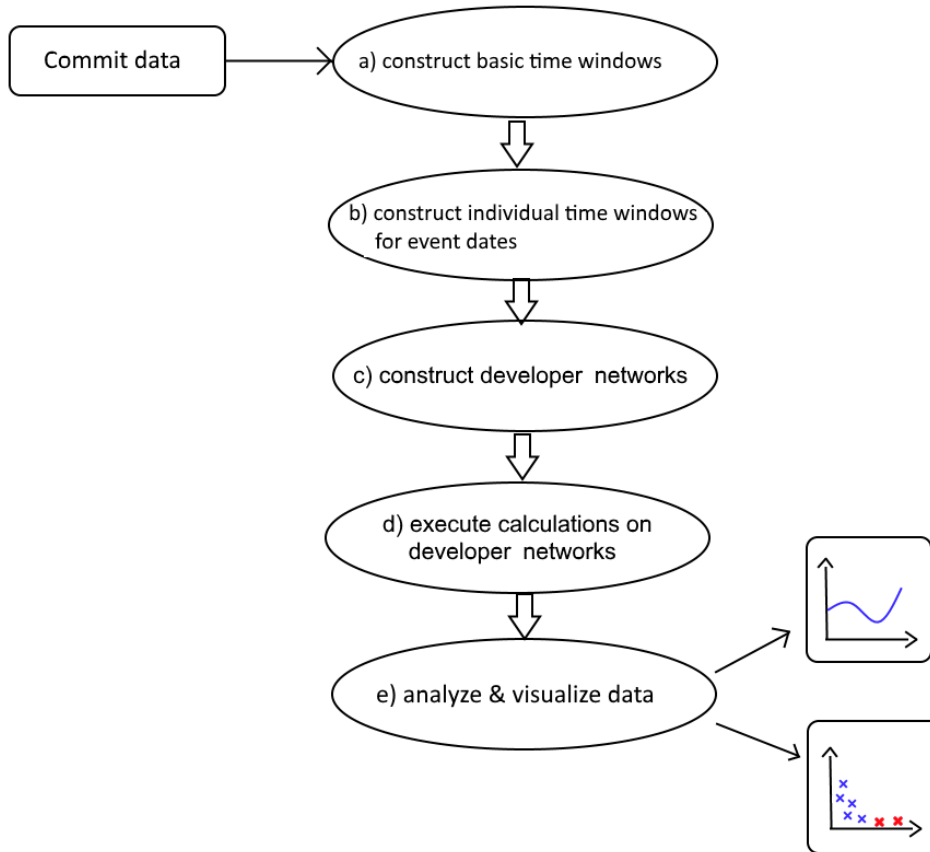 Commit data
a) construct basic time windows
b) construct individual time windows
for event dates
c) construct developer networks
d) execute calculations on
developer networks
e) analyze & visualize data